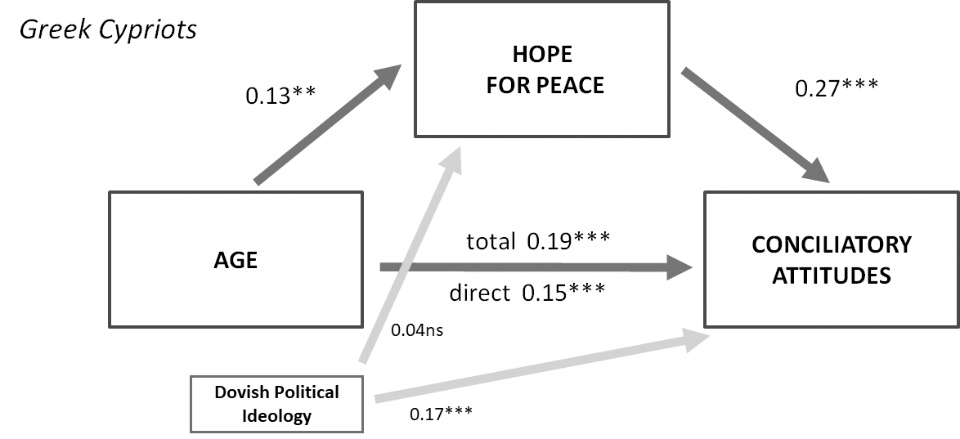 Greek Cypriots
HOPE
FOR PEACE
0.13**
0.27***
AGE
total 0.19***
direct 0.15***
CONCILIATORY
ATTITUDES
0.04ns
Dovish Political
Ideology
0.17***